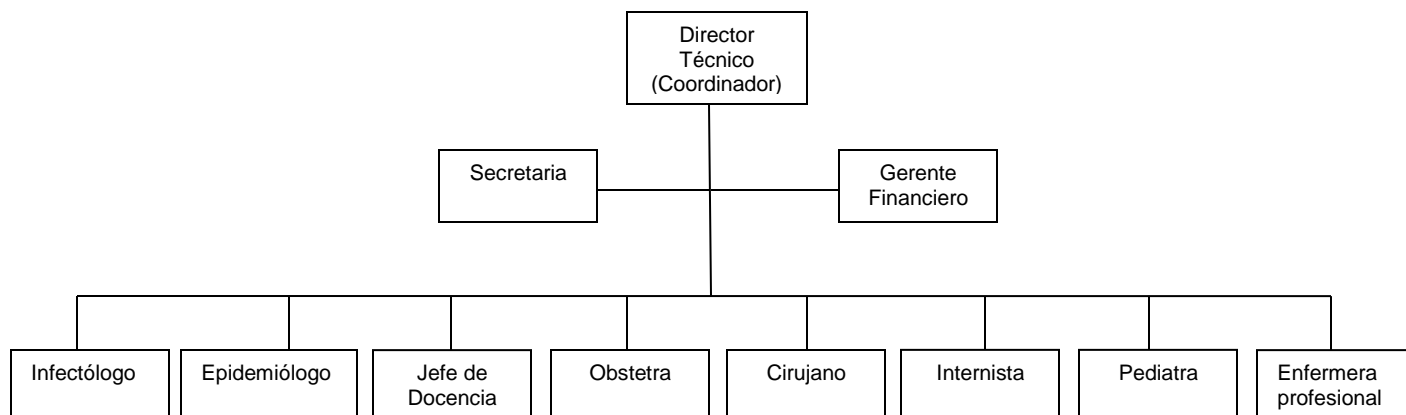 Director
Técnico
(Coordinador)
Secretaria
Gerente
Financiero
Infectólogo
Epidemiólogo
Jefe de
Docencia
Obstetra
Cirujano
Internista
Pediatra
Enfermera
profesional